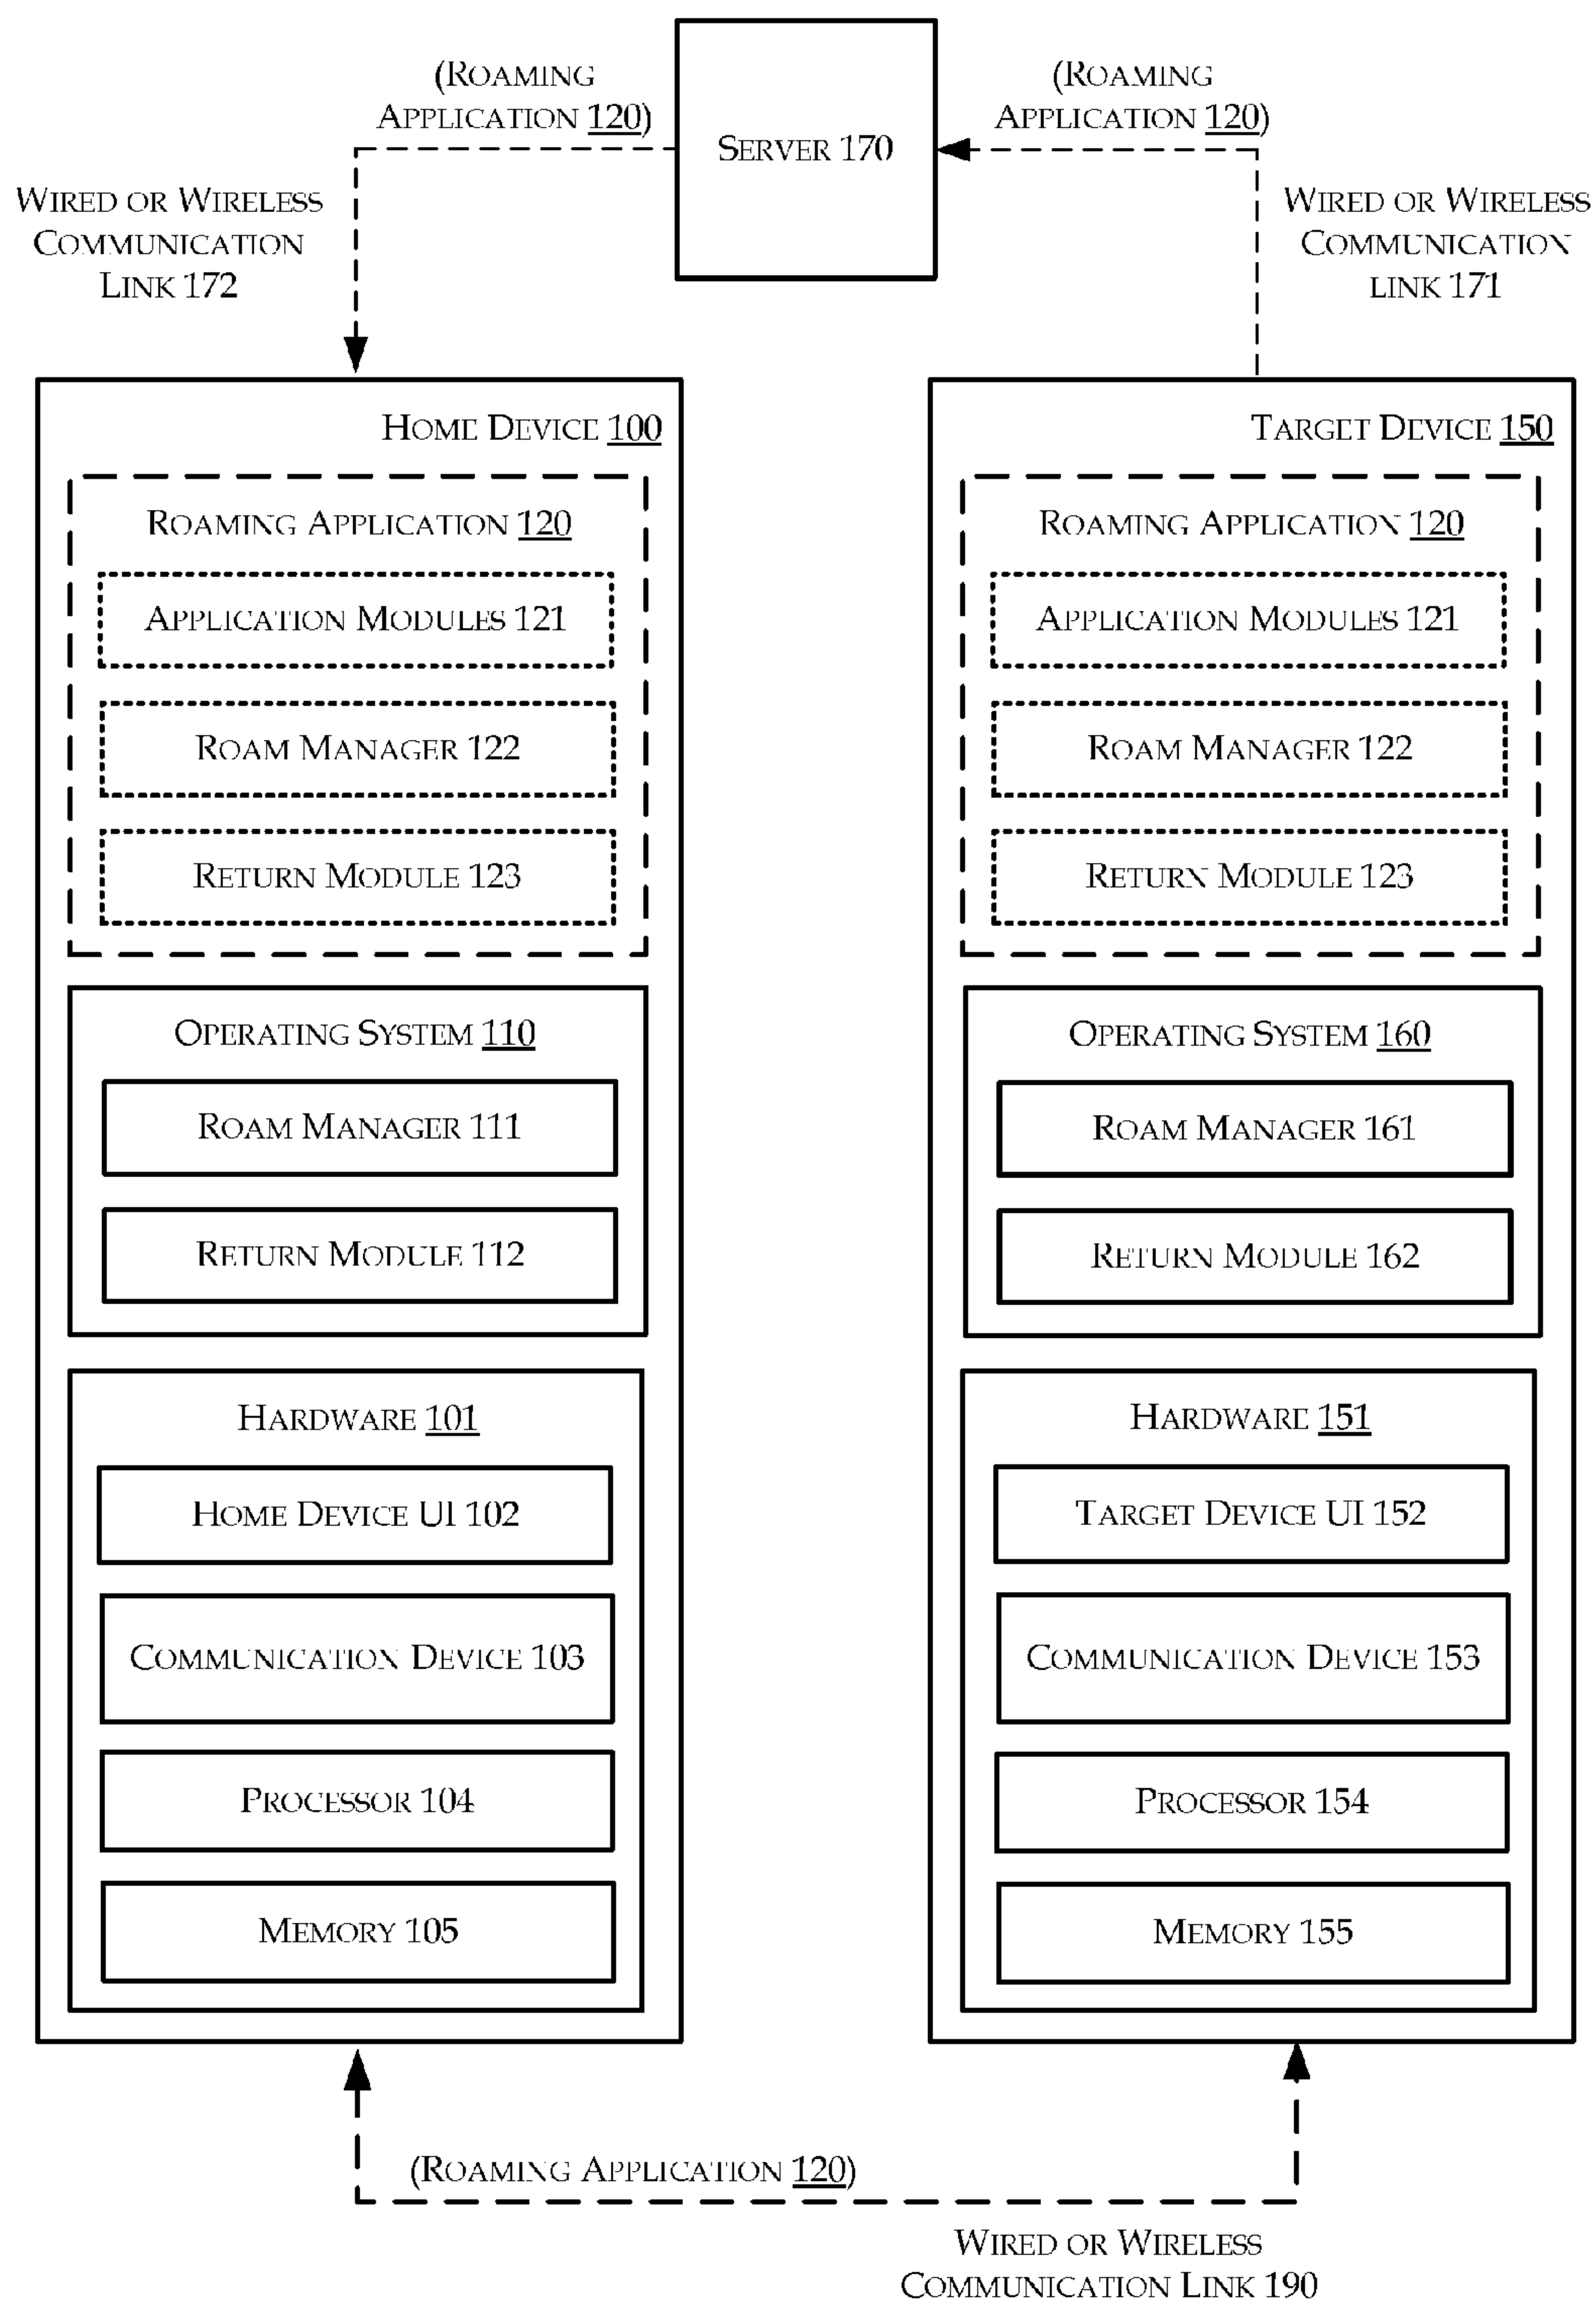 (ROAMING
APPLICATION 120)
SERVER 170
(ROAMING
APPLICATION 120)
WIRED OR WIRELESS
COMMUNICATION
LINK 172
WIRED OR WIRELESS
COMMUNICATION
LINK 171
HOME DEVICE 100
ROAMING APPLICATION 120
APPLICATION MODULES 121
ROAM MANAGER 122
RETURN MODULE 123
OPERATING SYSTEM 110
ROAM MANAGER 111
RETURN MODULE 112
HARDWARE 101
HOME DEVICE UI 102
COMMUNICATION DEVICE 103
PROCESSOR 104
MEMORY 105
TARGET DEVICE 150
ROAMING APPLICATION 120
APPLICATION MODULES 121
ROAM MANAGER 122
RETURN MODULE 123
OPERATING SYSTEM 160
ROAM MANAGER 161
RETURN MODULE 162
HARDWARE 151
TARGET DEVICE UI 152
COMMUNICATION DEVICE 153
PROCESSOR 154
MEMORY 155
(ROAMING APPLICATION 120)
WIRED OR WIRELESS
COMMUNICATION LINK 190